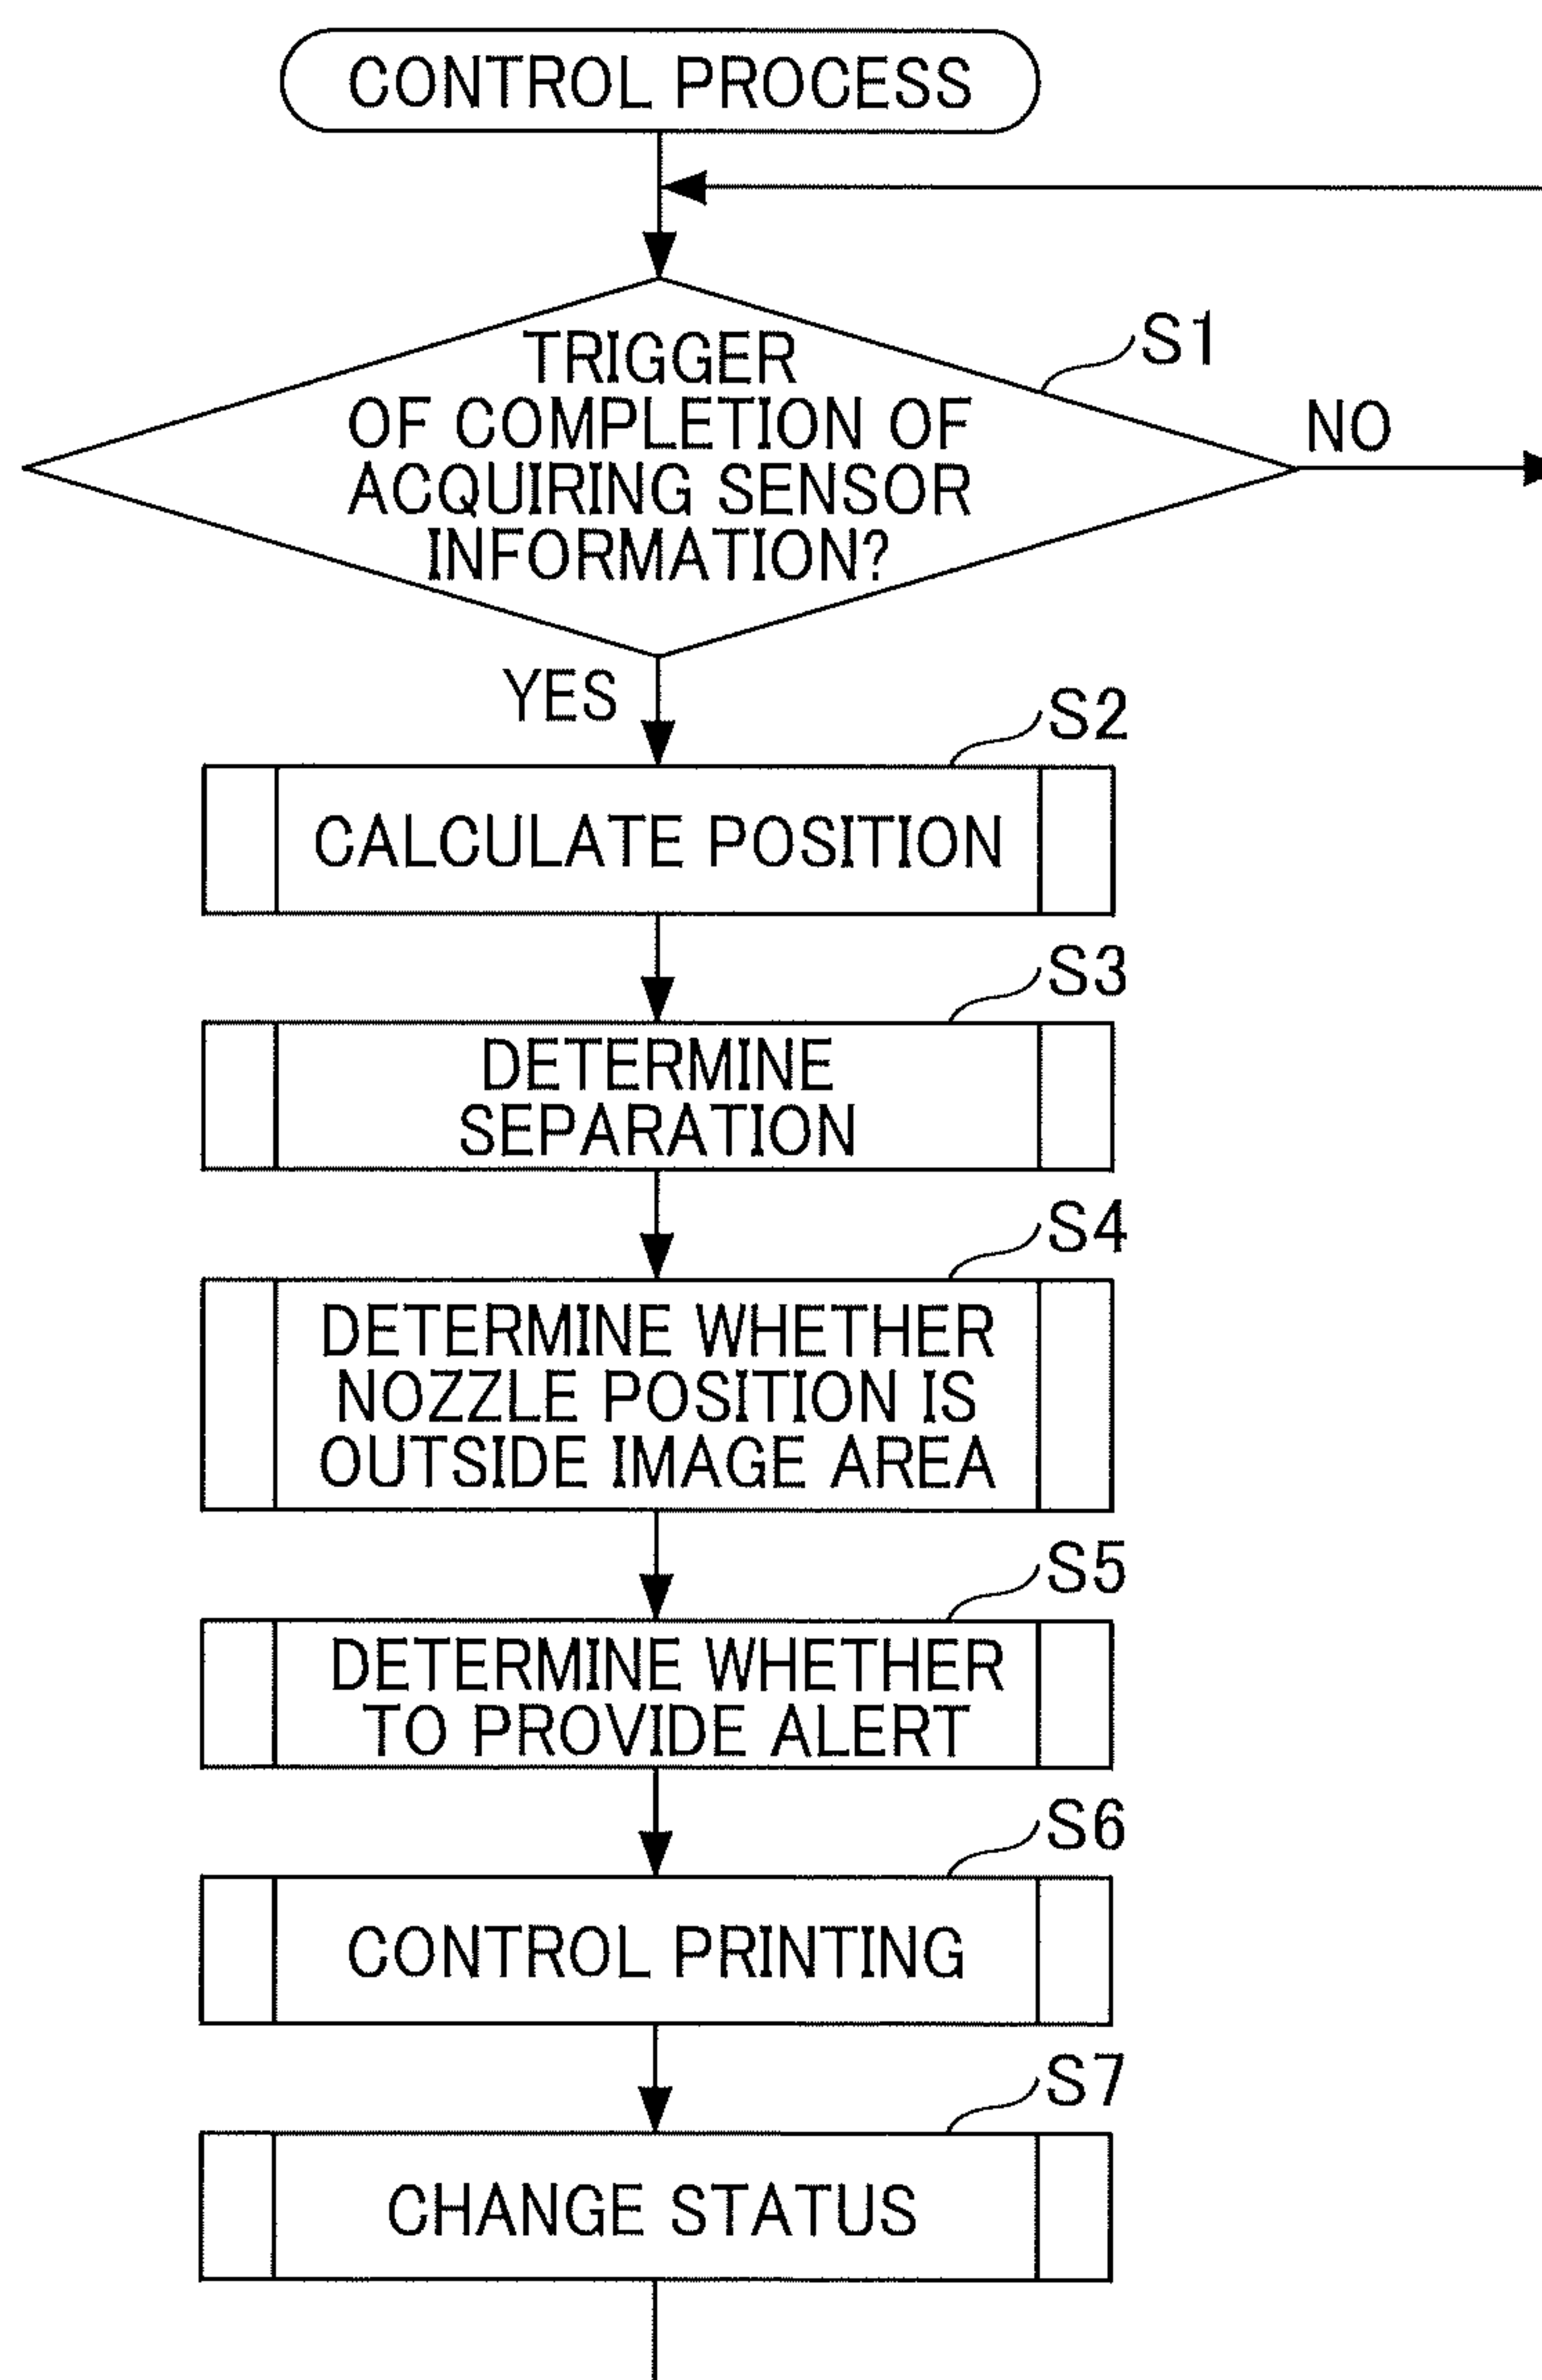 CONTROL PROCESS
S1
TRIGGER
OF COMPLETION OF
ACQUIRING SENSOR
INFORMATION?
NO
YES
S2
CALCULATE POSITION
S3
DETERMINE
SEPARATION
S4
DETERMINE WHETHER
NOZZLE POSITION IS
OUTSIDE IMAGE AREA
S5
DETERMINE WHETHER
TO PROVIDE ALERT
S6
CONTROL PRINTING
S7
CHANGE STATUS